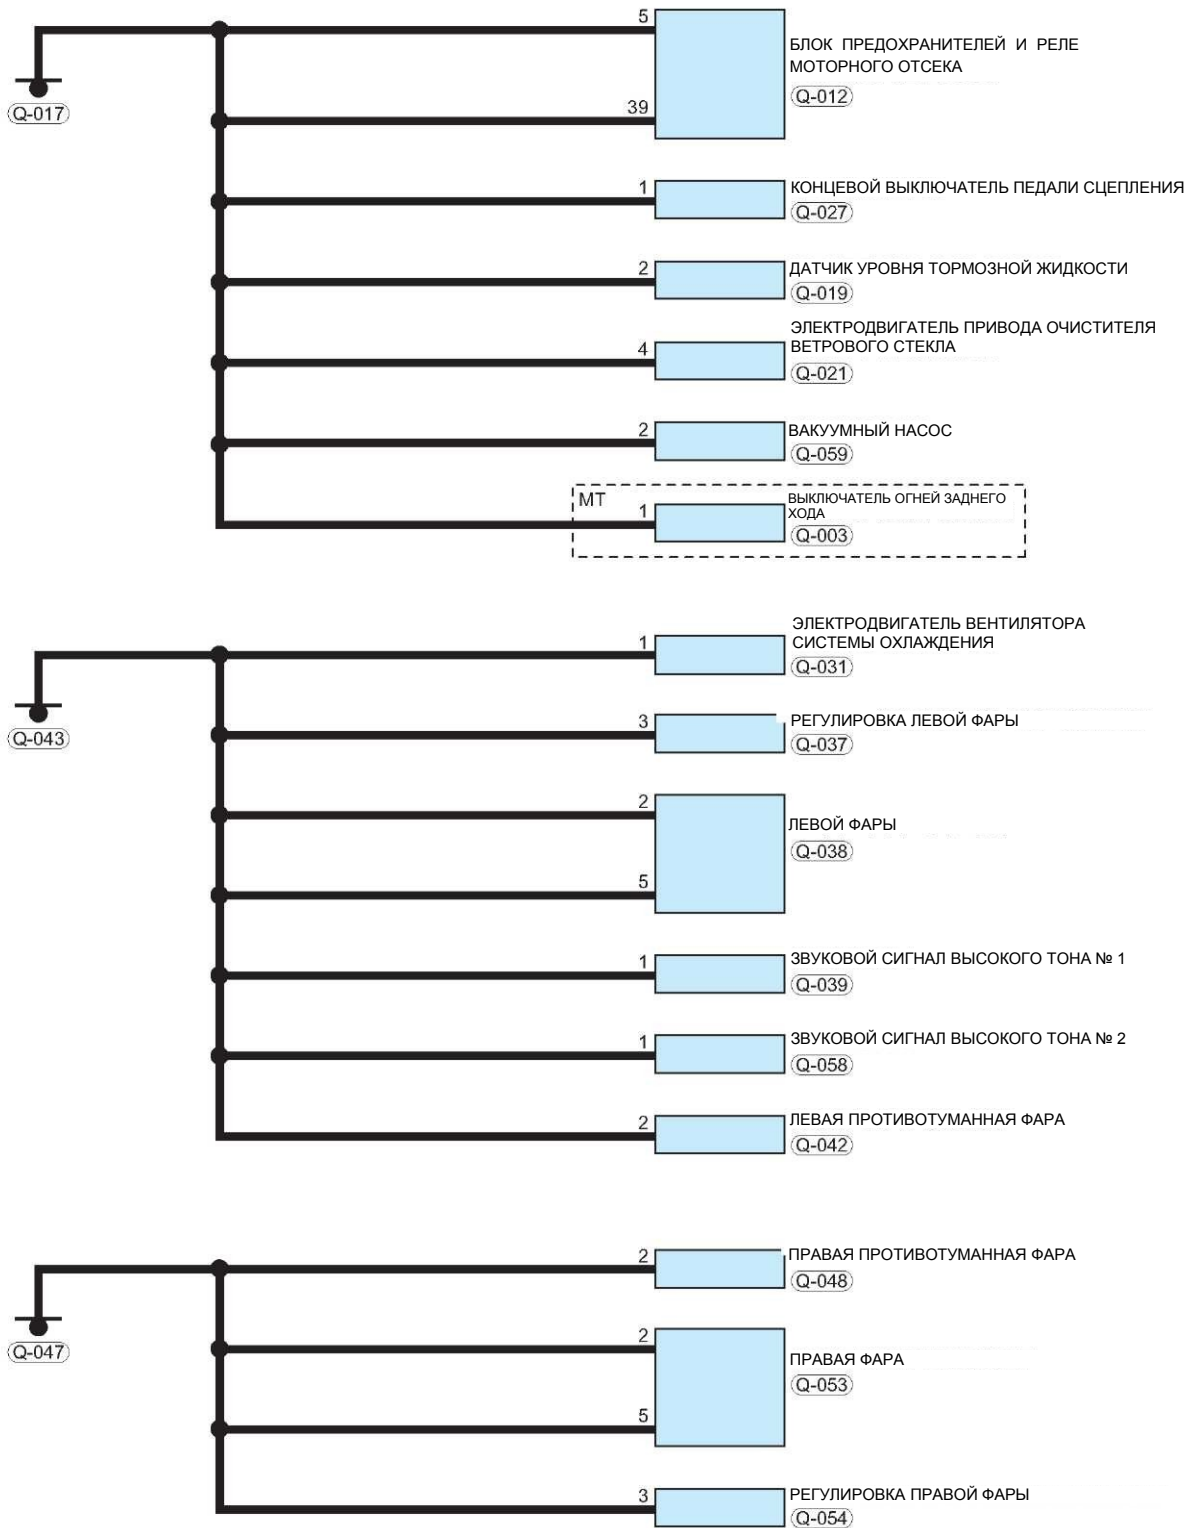 5
БЛОК ПРЕДОХРАНИТЕЛЕЙ И РЕЛЕ
МОТОРНОГО ОТСЕКА
Q-012
Q-017
39
1
КОНЦЕВОЙ ВЫКЛЮЧАТЕЛЬ ПЕДАЛИ СЦЕПЛЕНИЯ
Q-027
2
ДАТЧИК УРОВНЯ ТОРМОЗНОЙ ЖИДКОСТИ
Q-019
4
ЭЛЕКТРОДВИГАТЕЛЬ ПРИВОДА ОЧИСТИТЕЛЯ
ВЕТРОВОГО СТЕКЛА
Q-021
2
ВАКУУМНЫЙ НАСОС
Q-059
MT
1
ВЫКЛЮЧАТЕЛЬ ОГНЕЙ ЗАДНЕГО
ХОДА
Q-003
1
ЭЛЕКТРОДВИГАТЕЛЬ ВЕНТИЛЯТОРА
СИСТЕМЫ ОХЛАЖДЕНИЯ
Q-031
Q-043
3
РЕГУЛИРОВКА ЛЕВОЙ ФАРЫ
Q-037
2
ЛЕВОЙ ФАРЫ
Q-038
5
1
ЗВУКОВОЙ СИГНАЛ ВЫСОКОГО ТОНА № 1
Q-039
1
ЗВУКОВОЙ СИГНАЛ ВЫСОКОГО ТОНА № 2
Q-058
2
ЛЕВАЯ ПРОТИВОТУМАННАЯ ФАРА
Q-042
2
ПРАВАЯ ПРОТИВОТУМАННАЯ ФАРА
Q-048
Q-047
2
ПРАВАЯ ФАРА
Q-053
5
3
РЕГУЛИРОВКА ПРАВОЙ ФАРЫ
Q-054